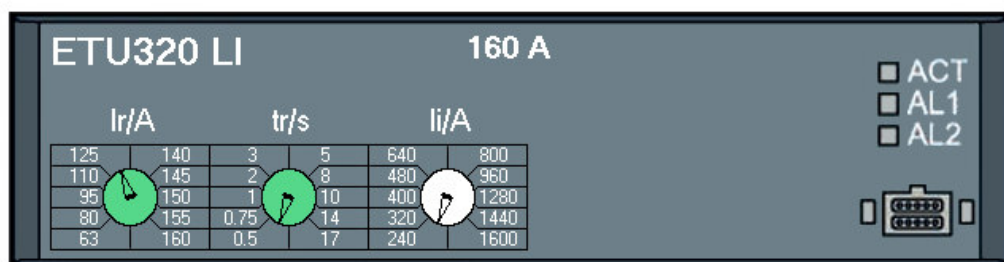 ETU320 LI 160 A
Ir/A tr/s Ii/A
125 140 3 5 640 800
110 145 2 8 480 960
95 150 1 10 400 1280
80 155 0.75 14 320 1440
63 160 0.5 17 240 1600
ACT
AL1
AL2